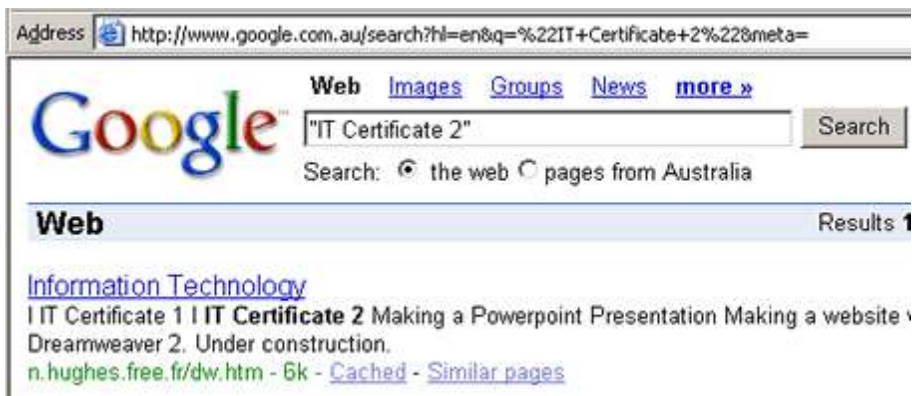 Address http://www.google.com.au/search?hl=en&q=%22IT+Certificate+2%22&meta=
Google™ Web Images Groups News more »
"IT Certificate 2" Search
Search: the web pages from Australia
Web Results 1
Information Technology
I IT Certificate 1 I IT Certificate 2 Making a Powerpoint Presentation Making a website
Dreamweaver 2. Under construction.
n.hughes.free.fr/dw.htm - 6k - Cached - Similar pages